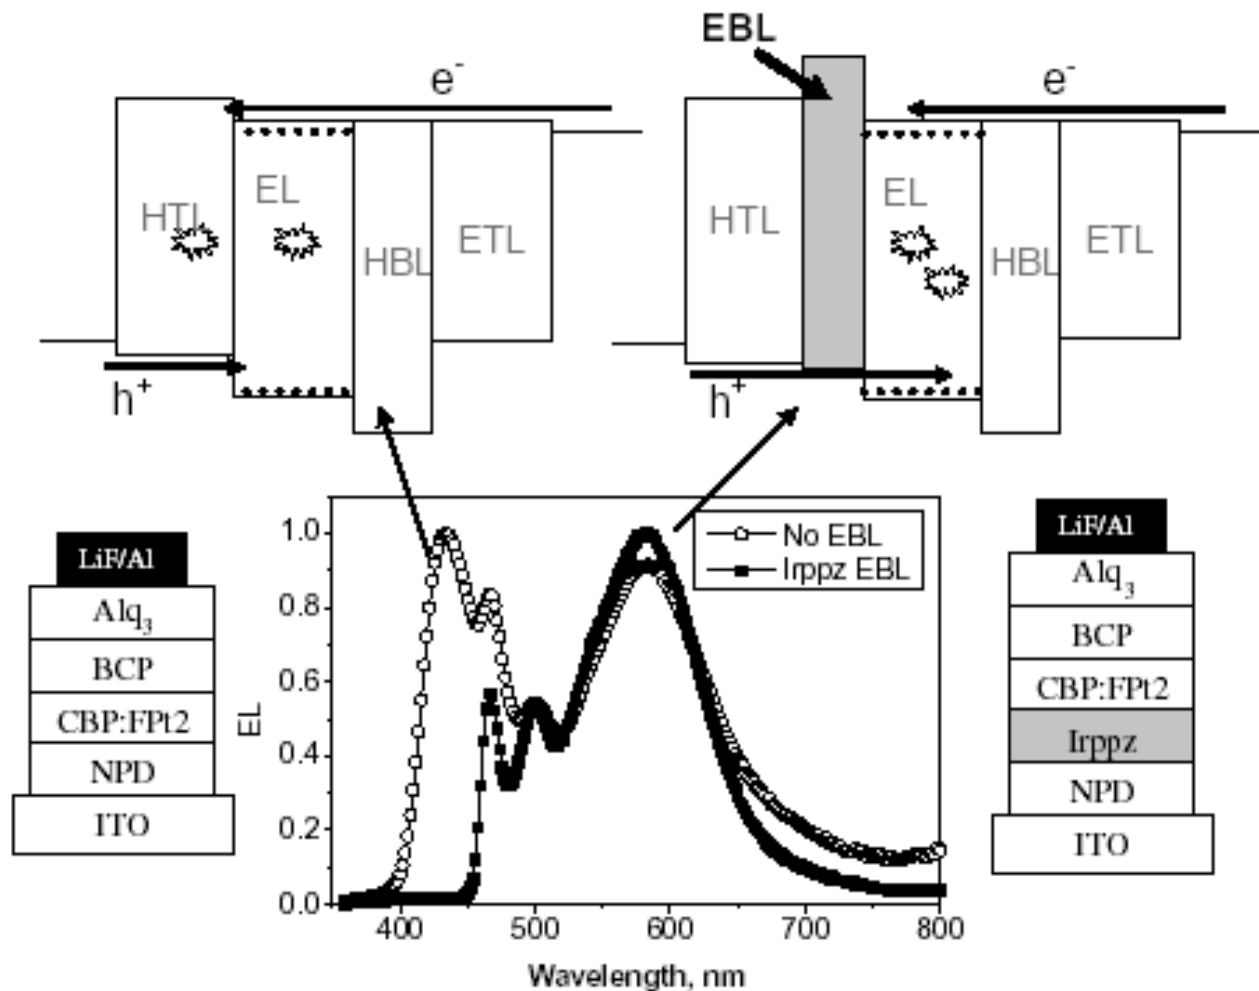 EBL
e⁻
e⁻
HTL
EL
HBL
ETL
HTL
EL
HBL
ETL
h⁺
h⁺
LiF/Al
Alq₃
BCP
CBP:FPt2
NPD
ITO
EL
1.0
0.8
0.6
0.4
0.2
0.0
No EBL
Irppz EBL
400
500
600
700
800
Wavelength, nm
LiF/Al
Alq₃
BCP
CBP:FPt2
Irppz
NPD
ITO